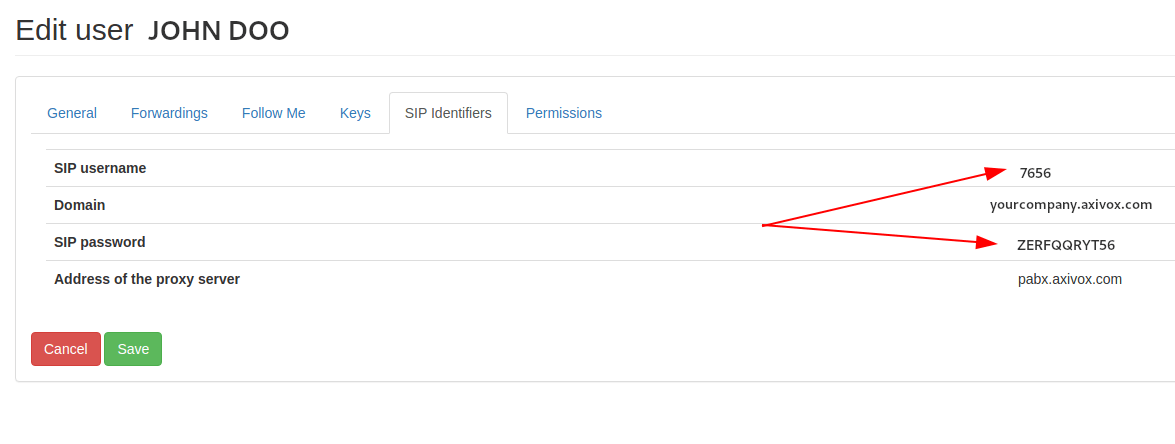 Edit user JOHN DOO
General Forwardings Follow Me Keys SIP Identifiers Permissions
SIP username 7656
Domain yourcompany.axivox.com
SIP password ZERFQQRYT56
Address of the proxy server pabx.axivox.com
Cancel Save